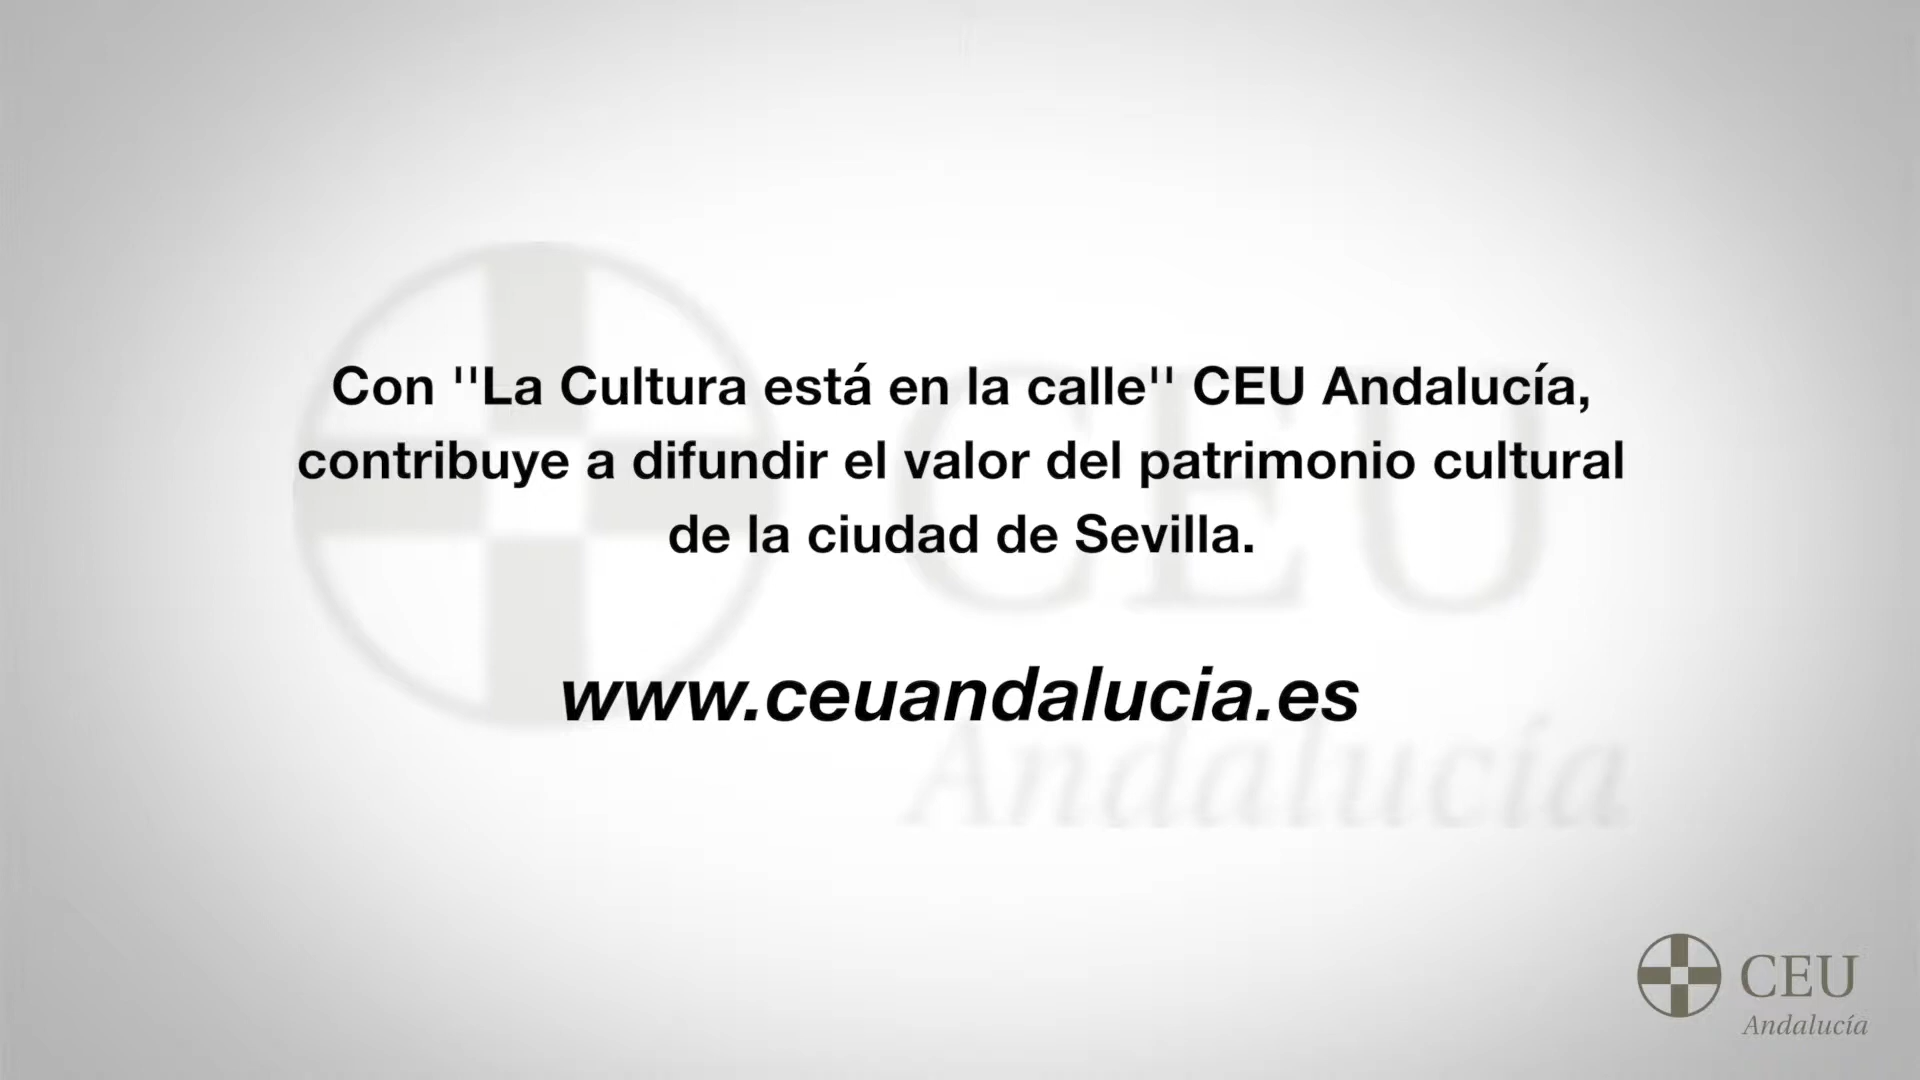 Con ''La Cultura está en la calle'' CEU Andalucía,
contribuye a difundir el valor del patrimonio cultural
de la ciudad de Sevilla.
www.ceuandalucia.es
CEU
Andalucía
CEU
Andalucía